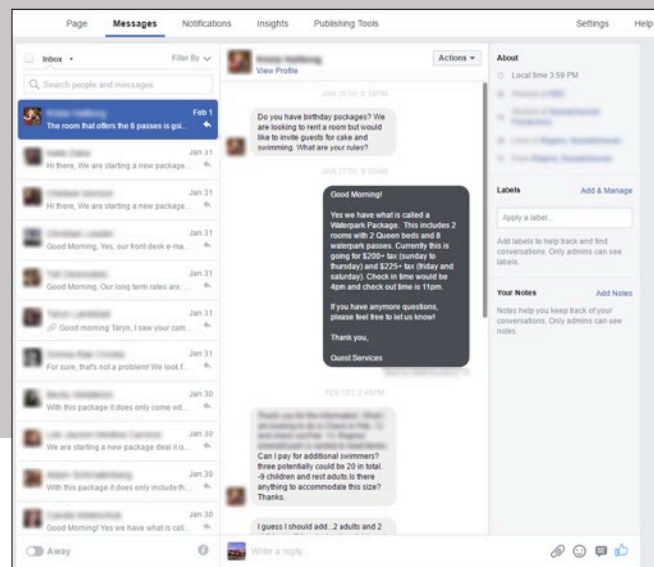 Page Messages Notifications Insights Publishing Tools Settings Help
Inbox
Filter By
Search people and messages
Feb 1
The room that offers the 6 passes is goi...
Jan 31
Hi there, We are starting a new package...
Jan 31
Hi there, We are starting a new package...
Jan 31
Good Morning, Yes, our front desk e-ma...
Jan 31
Good Morning, Our long term rates are ...
Jan 31
Good morning Taryn, I saw your com...
Jan 31
For sure, that's not a problem! We look f...
Jan 30
With this package it does only come wit...
Jan 30
We are starting a new package deal it is...
Jan 30
With this package it does only include th...
Jan 30
Good Morning! Yes we have what is call...
Away
View Profile
Actions
JAN 26TH, 8:18PM
Do you have birthday packages? We
are looking to rent a room but would
like to invite guests for cake and
swimming. What are your rules?
JAN 27TH, 9:30AM
Good Morning!
Yes we have what is called a
Waterpark Package. This includes 2
rooms with 2 Queen beds and 8
waterpark passes. Currently this is
going for $200+ tax (sunday to
thursday) and $225+ tax (friday and
saturday). Check in time would be
4pm and check out time is 11pm.
If you have anymore questions,
please feel free to let us know!
Thank you,
Guest Services
FEB 1ST, 2:48PM
Can I pay for additional swimmers?
three potentially could be 20 in total.
-9 children and rest adults.Is there
anything to accommodate this size?
Thanks.
I guess I should add...2 adults and 2
Write a reply...
About
Local time 3:59 PM
Labels
Add & Manage
Apply a label...
Add labels to help track and find
conversations. Only admins can see
labels.
Your Notes
Add Notes
Notes help you keep track of your
conversations. Only admins can see
notes.